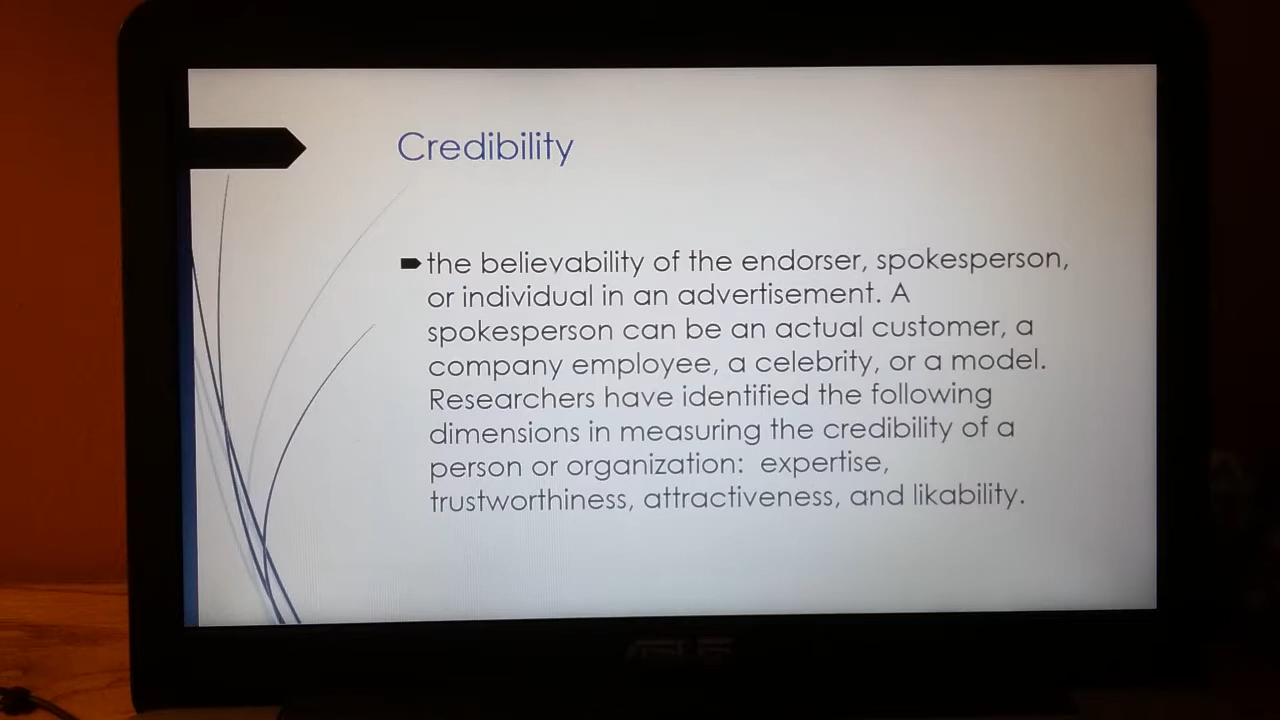 Credibility
the believability of the endorser, spokesperson,
or individual in an advertisement. A
spokesperson can be an actual customer, a
company employee, a celebrity, or a model.
Researchers have identified the following
dimensions in measuring the credibility of a
person or organization:  expertise,
trustworthiness, attractiveness, and likability.
ASUS